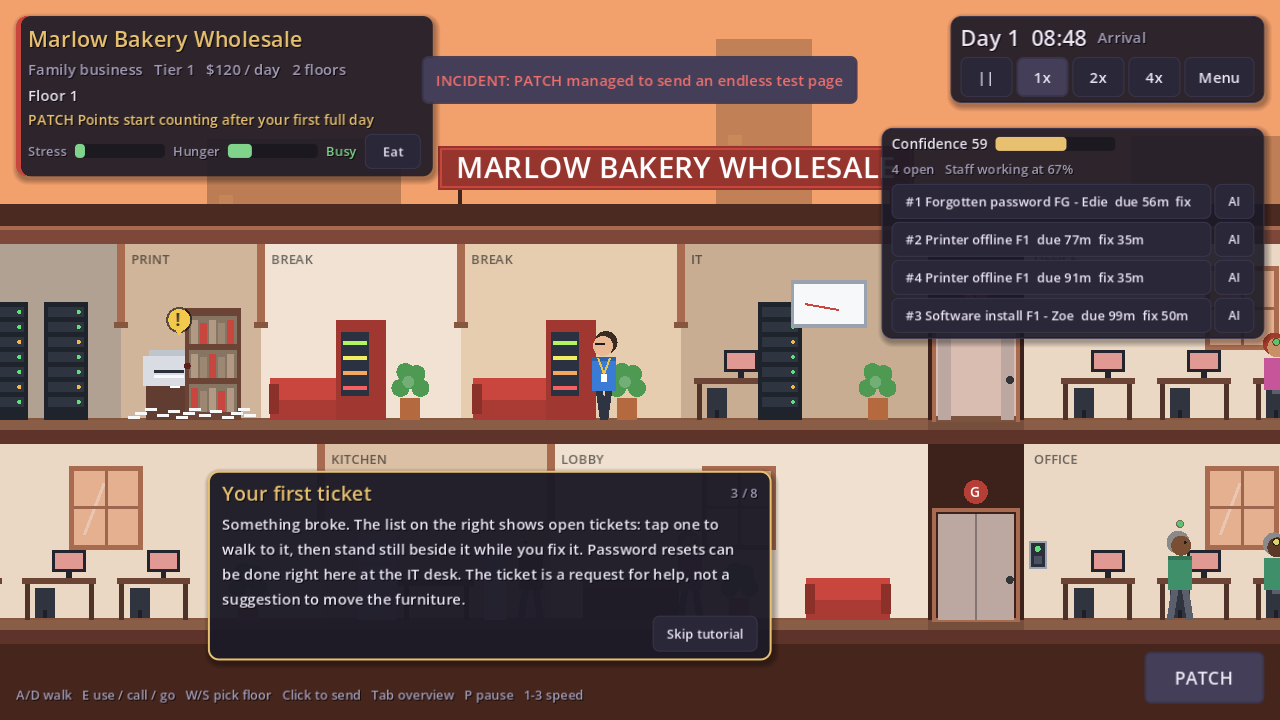 Marlow Bakery Wholesale
Family business Tier 1 $120 / day 2 floors
Floor 1
PATCH Points start counting after your first full day
Stress Hunger Busy Eat
INCIDENT: PATCH managed to send an endless test page
MARLOW BAKERY WHOLESALE
Day 1 08:48 Arrival
|| 1x 2x 4x Menu
Confidence 59
4 open Staff working at 67%
#1 Forgotten password FG - Edie due 56m fix AI
#2 Printer offline F1 due 77m fix 35m AI
#4 Printer offline F1 due 91m fix 35m AI
#3 Software install F1 - Zoe due 99m fix 50m AI
PRINT BREAK BREAK IT
!
KITCHEN LOBBY OFFICE
G
Your first ticket 3 / 8
Something broke. The list on the right shows open tickets: tap one to
walk to it, then stand still beside it while you fix it. Password resets can
be done right here at the IT desk. The ticket is a request for help, not a
suggestion to move the furniture.
Skip tutorial
PATCH
A/D walk E use / call / go W/S pick floor Click to send Tab overview P pause 1-3 speed